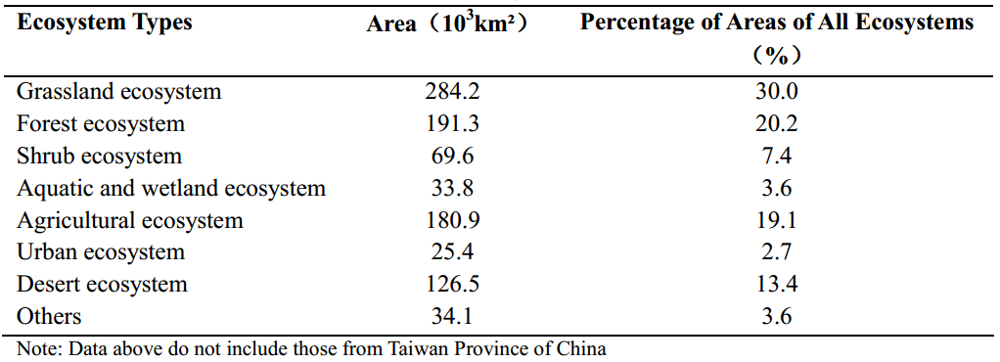 Ecosystem Types Area（10³km²） Percentage of Areas of All Ecosystems
（%）
Grassland ecosystem 284.2 30.0
Forest ecosystem 191.3 20.2
Shrub ecosystem 69.6 7.4
Aquatic and wetland ecosystem 33.8 3.6
Agricultural ecosystem 180.9 19.1
Urban ecosystem 25.4 2.7
Desert ecosystem 126.5 13.4
Others 34.1 3.6
Note: Data above do not include those from Taiwan Province of China